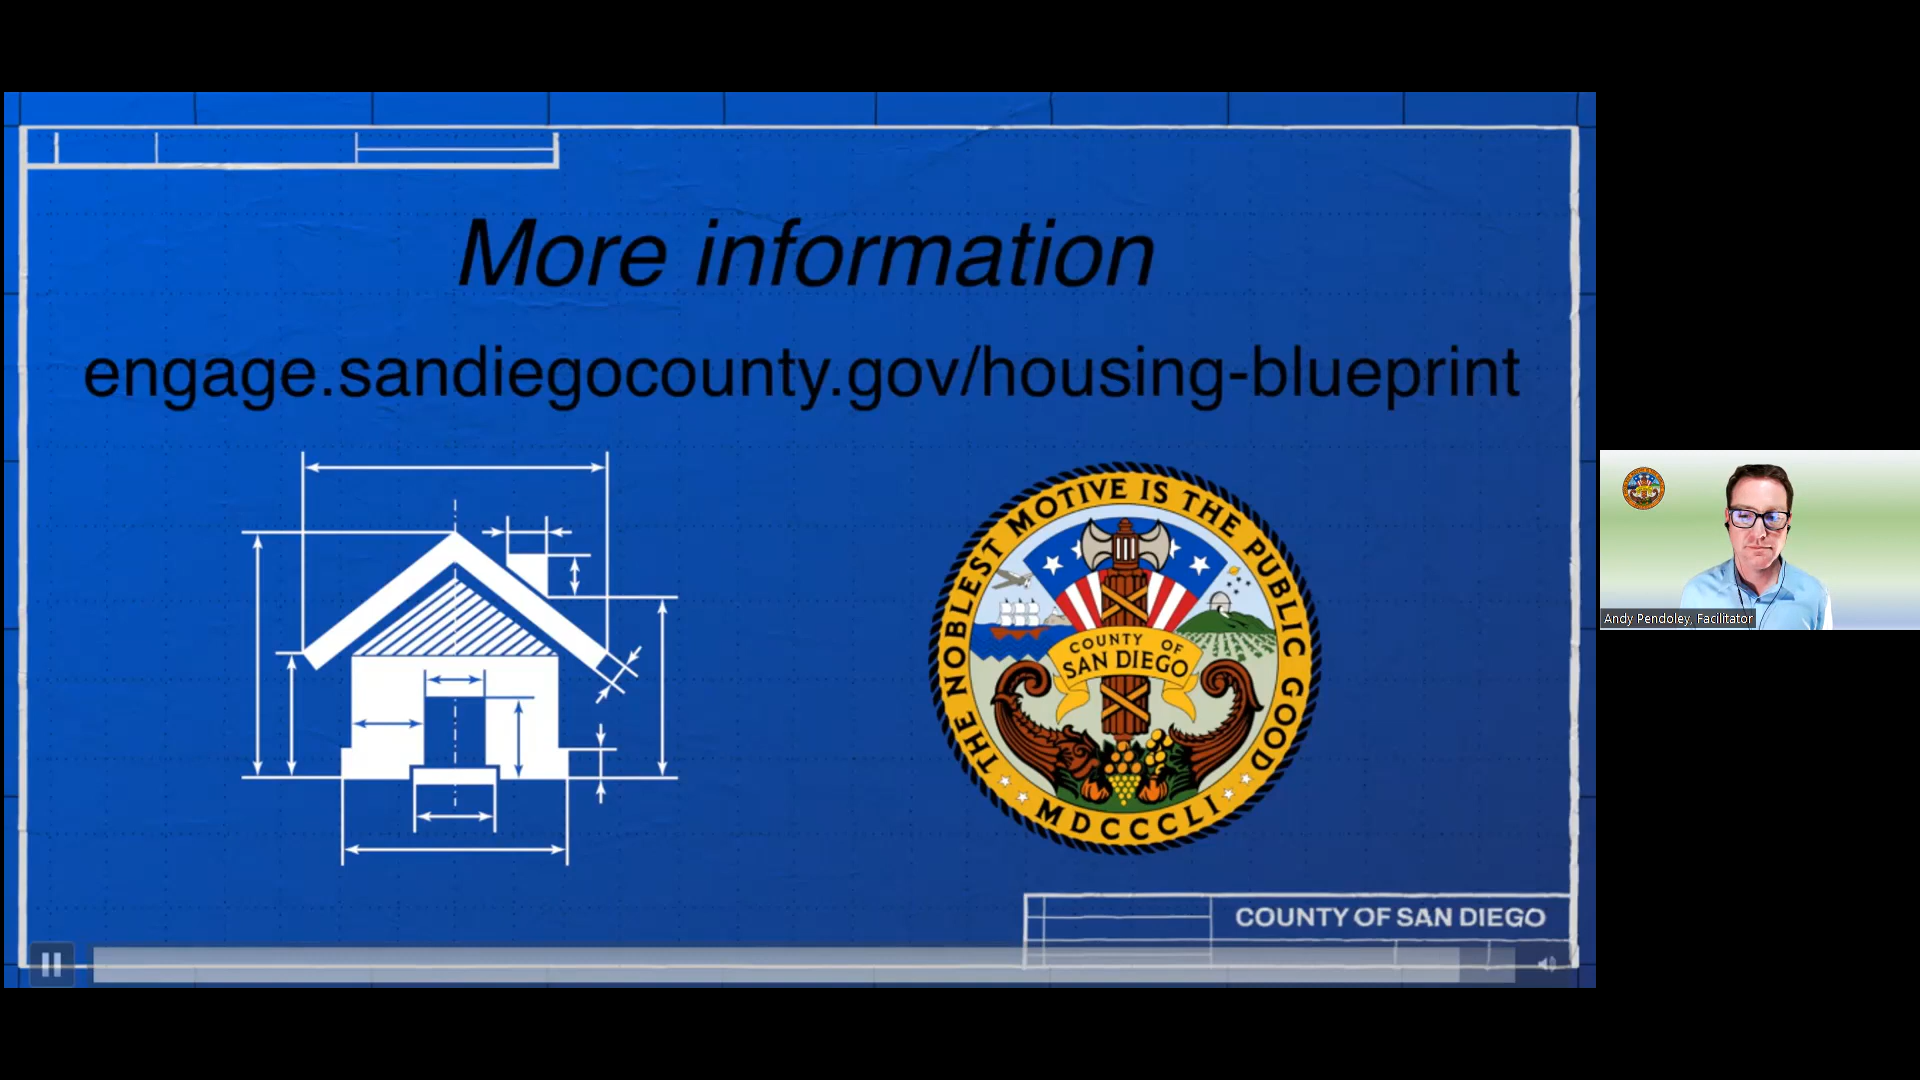 More information
engage.sandiegocounty.gov/housing-blueprint
THE NOBLEST MOTIVE IS THE PUBLIC GOOD
COUNTY OF
SAN DIEGO
MDCCCLI
COUNTY OF SAN DIEGO
Andy Pendoley, Facilitator